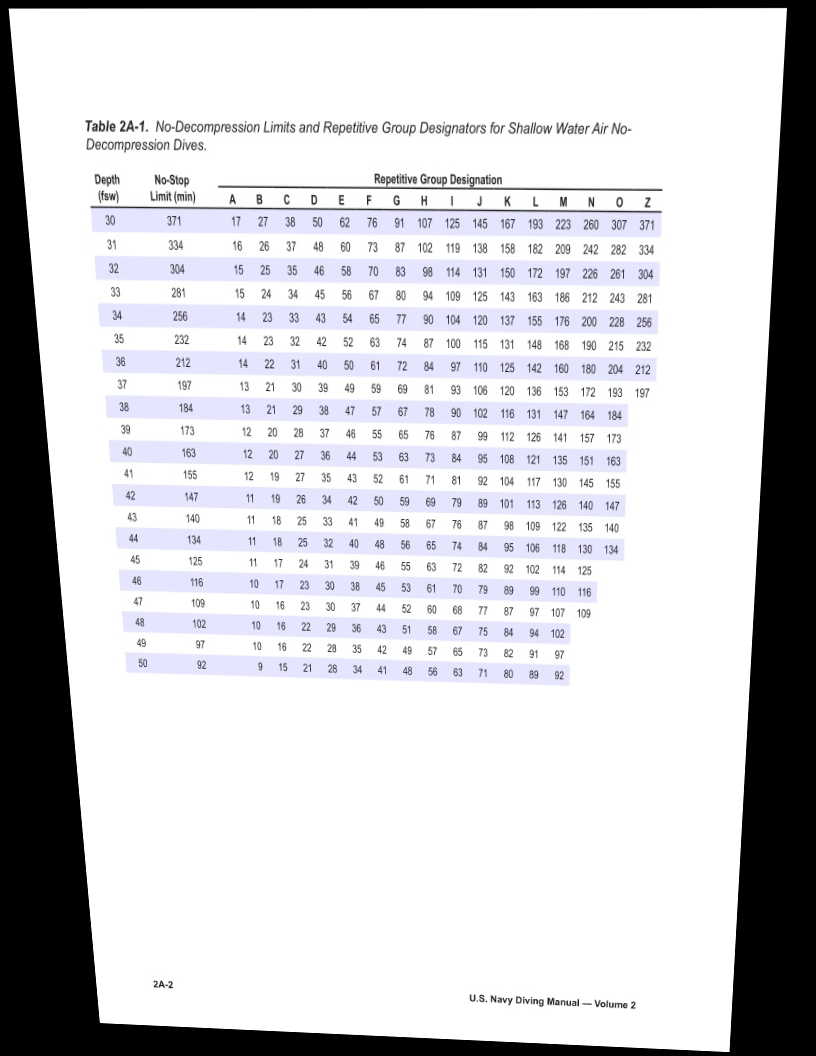 Table 2A-1. No-Decompression Limits and Repetitive Group Designators for Shallow Water Air No-
Decompression Dives.
Depth No-Stop Repetitive Group Designation
(fsw) Limit (min) A B C D E F G H I J K L M N O Z
30 371 17 27 38 50 62 76 91 107 125 145 167 193 223 260 307 371
31 334 16 26 37 48 60 73 87 102 119 138 158 182 209 242 282 334
32 304 15 25 35 46 58 70 83 98 114 131 150 172 197 226 261 304
33 281 15 24 34 45 56 67 80 94 109 125 143 163 186 212 243 281
34 256 14 23 33 43 54 65 77 90 104 120 137 155 176 200 228 256
35 232 14 23 32 42 52 63 74 87 100 115 131 148 168 190 215 232
36 212 14 22 31 40 50 61 72 84 97 110 125 142 160 180 204 212
37 197 13 21 30 39 49 59 69 81 93 106 120 136 153 172 193 197
38 184 13 21 29 38 47 57 67 78 90 102 116 131 147 164 184
39 173 12 20 28 37 46 55 65 76 87 99 112 126 141 157 173
40 163 12 20 27 36 44 53 63 73 84 95 108 121 135 151 163
41 155 12 19 27 35 43 52 61 71 81 92 104 117 130 145 155
42 147 11 19 26 34 42 50 59 69 79 89 101 113 126 140 147
43 140 11 18 25 33 41 49 58 67 76 87 98 109 122 135 140
44 134 11 18 25 32 40 48 56 65 74 84 95 106 118 130 134
45 125 11 17 24 31 39 46 55 63 72 82 92 102 114 125
46 116 10 17 23 30 38 45 53 61 70 79 89 99 110 116
47 109 10 16 23 30 37 44 52 60 68 77 87 97 107 109
48 102 10 16 22 29 36 43 51 58 67 75 84 94 102
49 97 10 16 22 28 35 42 49 57 65 73 82 91 97
50 92 9 15 21 28 34 41 48 56 63 71 80 89 92
2A-2 U.S. Navy Diving Manual — Volume 2